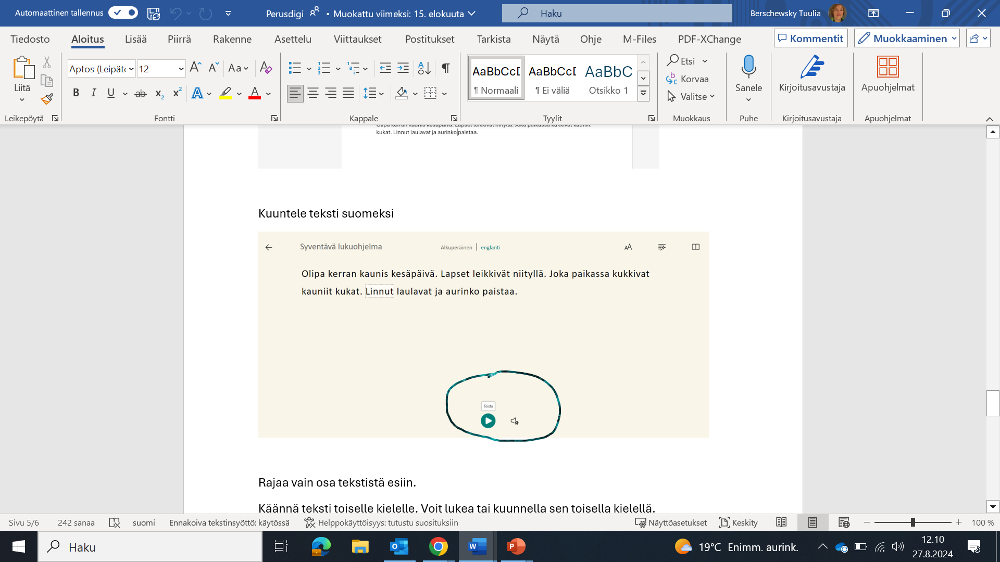 Automaattinen tallennus
Perusdigi • Muokattu viimeksi: 15. elokuuta
Haku
Berschewsky Tuulia
Tiedosto Aloitus Lisää Piirrä Rakenne Asettelu Viittaukset Postitukset Tarkista Näytä Ohje M-Files PDF-XChange
Kommentit Muokkaaminen
Liitä
Leikepöytä
Aptos (Leipäte 12
Fontti
Kappale
AaBbCcD AaBbCcD AaBbC
¶ Normaali ¶ Ei väliä Otsikko 1
Tyylit
Etsi
Korvaa
Valitse
Muokkaus
Sanele
Puhe
Kirjoitusavustaja
Kirjoitusavustaja
Apuohjelmat
Apuohjelmat
Olipa kerran kaunis kesäpäivä. Lapset leikkivät niityllä. Joka paikassa kukkivat kauniit
kukat. Linnut laulavat ja aurinko paistaa.
Kuuntele teksti suomeksi
Syventävä lukuohjelma
Alkuperäinen | englanti
Olipa kerran kaunis kesäpäivä. Lapset leikkivät niityllä. Joka paikassa kukkivat
kauniit kukat. Linnut laulavat ja aurinko paistaa.
Toista
Rajaa vain osa tekstistä esiin.
Käännä teksti toiselle kielelle. Voit lukea tai kuunnella sen toisella kielellä.
Sivu 5/6 242 sanaa suomi Ennakoiva tekstinsyöttö: käytössä Helppokäyttöisyys: tutustu suosituksiin
Näyttöasetukset Keskity 100 %
Haku
19°C Enimm. aurink.
12.10
27.8.2024